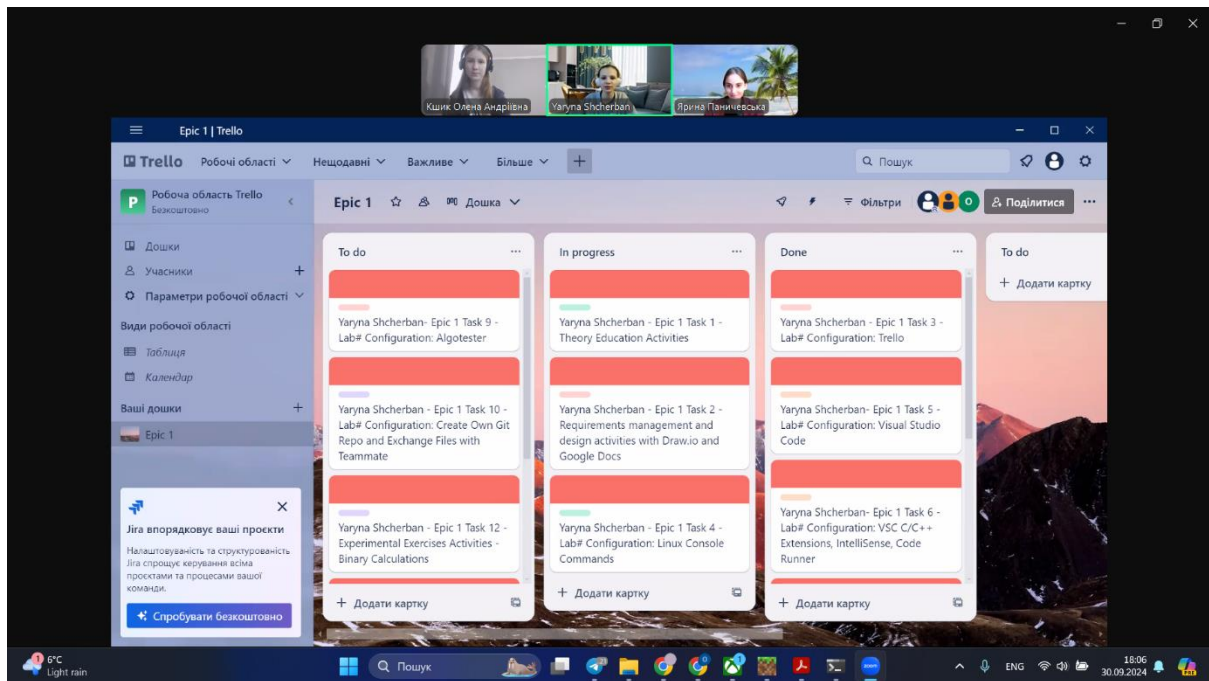 Кшик Олена Андріївна
Yaryna Shcherban
Ярина Паничевська
Epic 1 | Trello
Trello
Робочі області
Нещодавні
Важливе
Більше
Пошук
P
Робоча область Trello
Безкоштовно
Epic 1
Дошка
Фільтри
O
Поділитися
Дошки
Учасники
Параметри робочої області
Види робочої області
Таблиця
Календар
Ваші дошки
Epic 1
Jira впорядковує ваші проєкти
Налаштовуваність та структурованість
Jira спрощує керування всіма
проєктами та процесами вашої
команди.
Спробувати безкоштовно
To do
Yaryna Shcherban- Epic 1 Task 9 -
Lab# Configuration: Algotester
Yaryna Shcherban - Epic 1 Task 10 -
Lab# Configuration: Create Own Git
Repo and Exchange Files with
Teammate
Yaryna Shcherban - Epic 1 Task 12 -
Experimental Exercises Activities -
Binary Calculations
+ Додати картку
In progress
Yaryna Shcherban - Epic 1 Task 1 -
Theory Education Activities
Yaryna Shcherban - Epic 1 Task 2 -
Requirements management and
design activities with Draw.io and
Google Docs
Yaryna Shcherban - Epic 1 Task 4 -
Lab# Configuration: Linux Console
Commands
+ Додати картку
Done
Yaryna Shcherban - Epic 1 Task 3 -
Lab# Configuration: Trello
Yaryna Shcherban- Epic 1 Task 5 -
Lab# Configuration: Visual Studio
Code
Yaryna Shcherban- Epic 1 Task 6 -
Lab# Configuration: VSC C/C++
Extensions, IntelliSense, Code
Runner
+ Додати картку
To do
+ Додати картку
1
6°C
Light rain
Пошук
zoom
ENG
18:06
30.09.2024